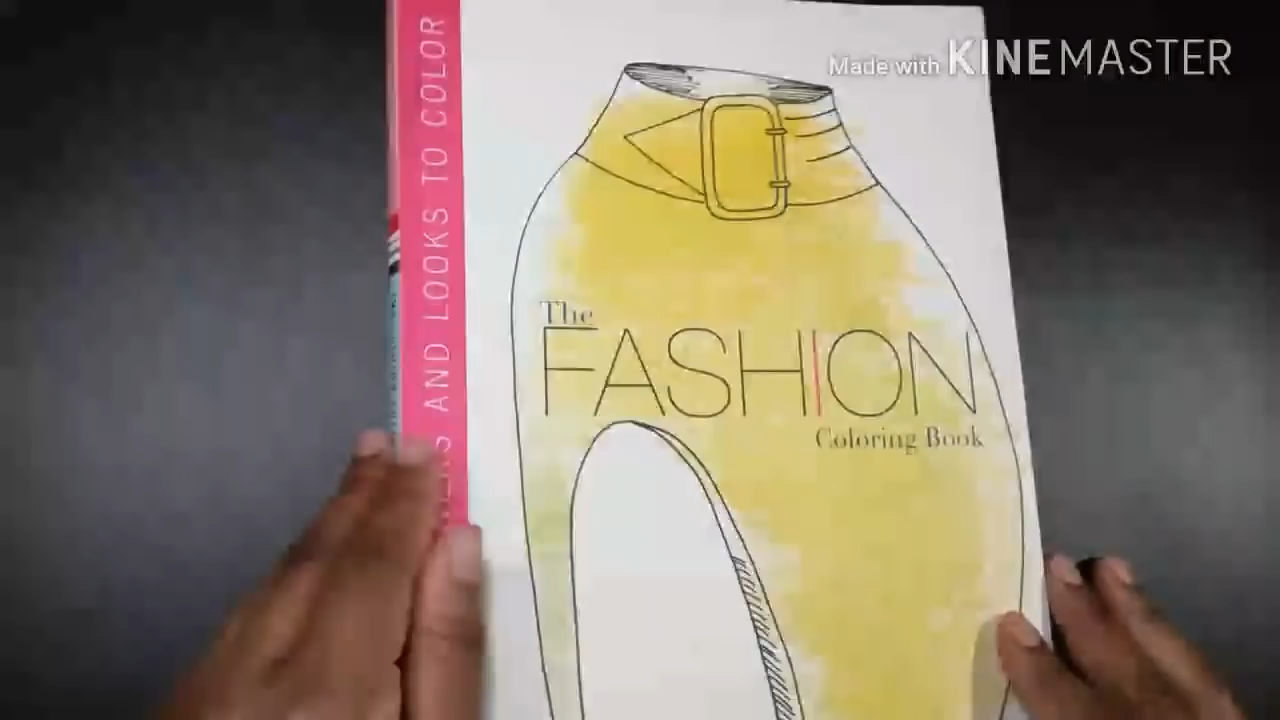 Made with KINEMASTER
AND LOOKS TO COLOR
The
FASHION
Coloring Book